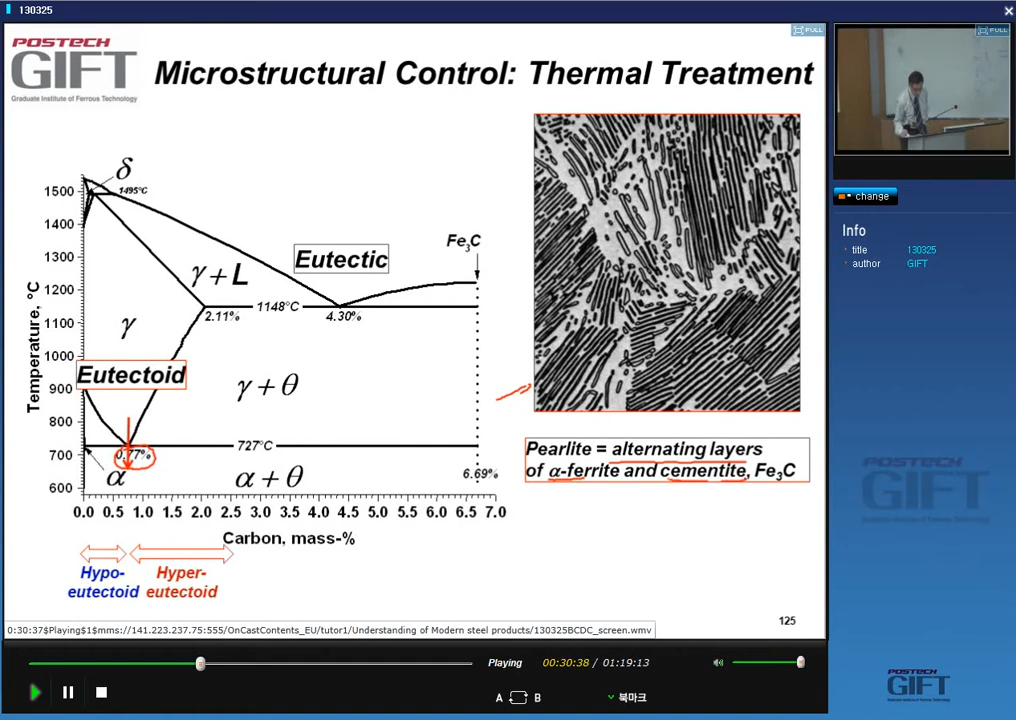 130325
POSTECH
GIFT
Graduate Institute of Ferrous Technology
Microstructural Control: Thermal Treatment
FULL
FULL
change
Info
title 130325
author GIFT
δ
1500
1495°C
1400
Fe3C
1300
Eutectic
γ + L
1200
1148°C
2.11%
4.30%
1100
γ
1000
Temperature, °C
Eutectoid
900
γ + θ
800
727°C
0.77%
700
α
α + θ
6.69%
600
0.0 0.5 1.0 1.5 2.0 2.5 3.0 3.5 4.0 4.5 5.0 5.5 6.0 6.5 7.0
Carbon, mass-%
Hypo-
eutectoid
Hyper-
eutectoid
Pearlite = alternating layers
of α-ferrite and cementite, Fe3C
125
POSTECH
GIFT
0:30:37$Playing$1$mms://141.223.237.75:555/OnCastContents_EU/tutor1/Understanding of Modern steel products/130325BCDC_screen.wmv
Playing
00:30:38 / 01:19:13
A B
북마크
POSTECH
GIFT